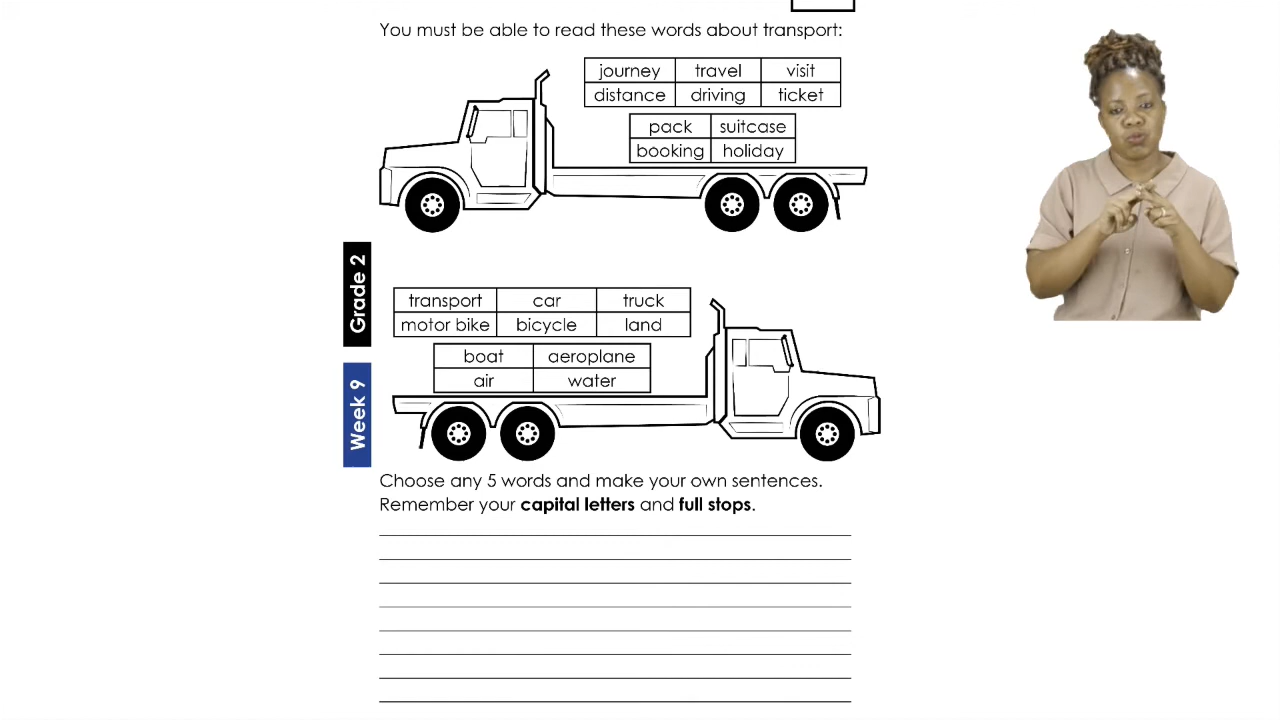 You must be able to read these words about transport:
journey travel visit
distance driving ticket
pack suitcase
booking holiday
Grade 2
transport car truck
motor bike bicycle land
boat aeroplane
air water
Week 9
Choose any 5 words and make your own sentences.
Remember your capital letters and full stops.